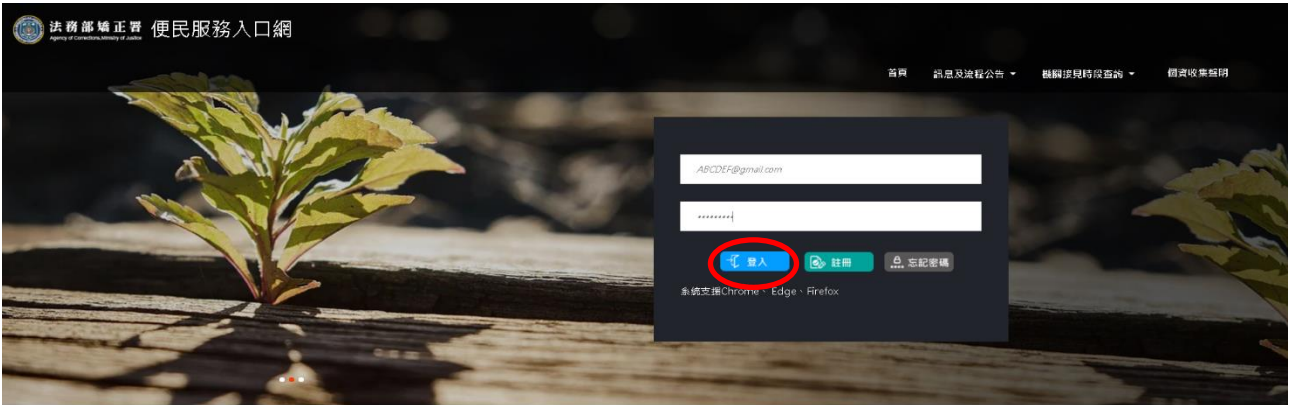 法務部矯正署 便民服務入口網
Agency of Corrections,Ministry of Justice
首頁 訊息及流程公告 機關接見時段查詢 個資收集聲明
ABCDEF@gmail.com
•••••••••
登入 註冊 忘記密碼
系統支援Chrome、Edge、Firefox